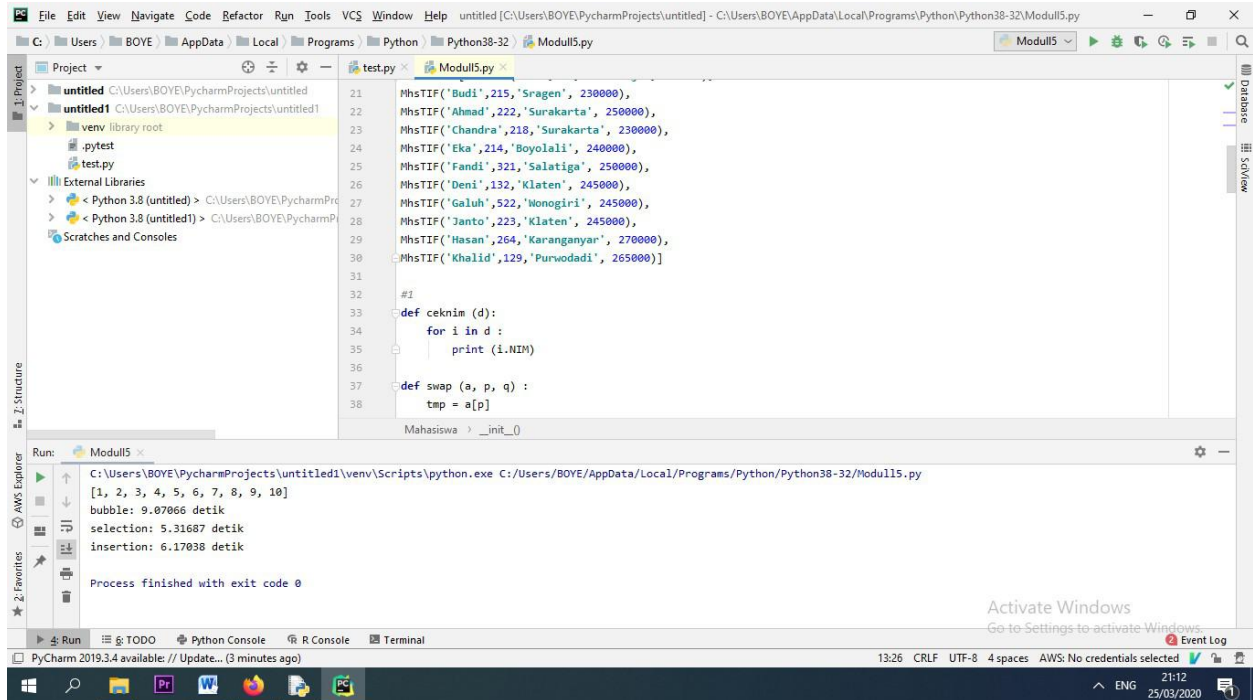 File Edit View Navigate Code Refactor Run Tools VCS Window Help untitled [C:\Users\BOYE\PycharmProjects\untitled] - C:\Users\BOYE\AppData\Local\Programs\Python\Python38-32\Modull5.py
C: Users BOYE AppData Local Programs Python Python38-32 Modull5.py
Modull5
1: Project
Project
untitled C:\Users\BOYE\PycharmProjects\untitled
untitled1 C:\Users\BOYE\PycharmProjects\untitled1
venv library root
.pytest
test.py
External Libraries
< Python 3.8 (untitled) > C:\Users\BOYE\PycharmPro
< Python 3.8 (untitled1) > C:\Users\BOYE\PycharmP
Scratches and Consoles
test.py Modull5.py
21 MhsTIF('Budi',215,'Sragen', 230000),
22 MhsTIF('Ahmad',222,'Surakarta', 250000),
23 MhsTIF('Chandra',218,'Surakarta', 230000),
24 MhsTIF('Eka',214,'Boyolali', 240000),
25 MhsTIF('Fandi',321,'Salatiga', 250000),
26 MhsTIF('Deni',132,'Klaten', 245000),
27 MhsTIF('Galuh',522,'Wonogiri', 245000),
28 MhsTIF('Janto',223,'Klaten', 245000),
29 MhsTIF('Hasan',264,'Karanganyar', 270000),
30 MhsTIF('Khalid',129,'Purwodadi', 265000)]
31
32 #1
33 def ceknim (d):
34 for i in d :
35 print (i.NIM)
36
37 def swap (a, p, q) :
38 tmp = a[p]
Mahasiswa > __init__()
Database
SciView
7: Structure
AWS Explorer
2: Favorites
Run: Modull5
C:\Users\BOYE\PycharmProjects\untitled1\venv\Scripts\python.exe C:/Users/BOYE/AppData/Local/Programs/Python/Python38-32/Modull5.py
[1, 2, 3, 4, 5, 6, 7, 8, 9, 10]
bubble: 9.07066 detik
selection: 5.31687 detik
insertion: 6.17038 detik
Process finished with exit code 0
Activate Windows
Go to Settings to activate Windows.
4: Run 6: TODO Python Console R Console Terminal 2 Event Log
PyCharm 2019.3.4 available: // Update... (3 minutes ago) 13:26 CRLF UTF-8 4 spaces AWS: No credentials selected
ENG 21:12
25/03/2020